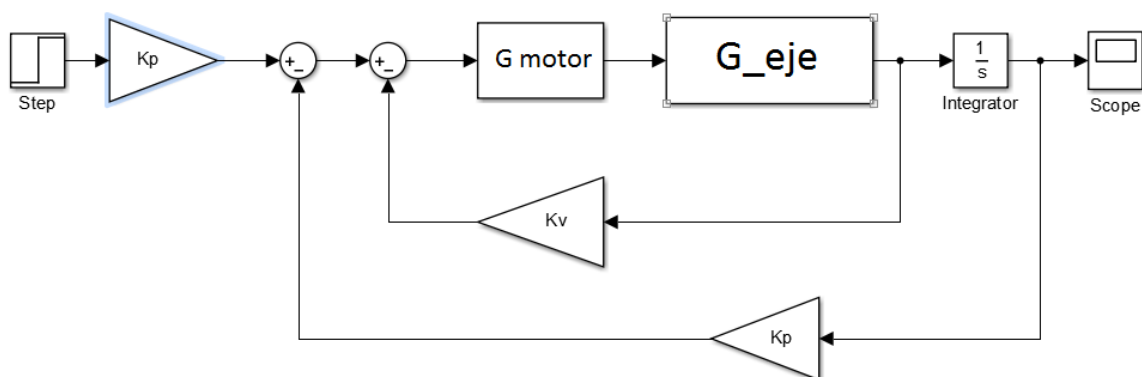 Step
Kp
+
−
+
−
G motor
G_eje
1
s
Integrator
Scope
Kv
Kp